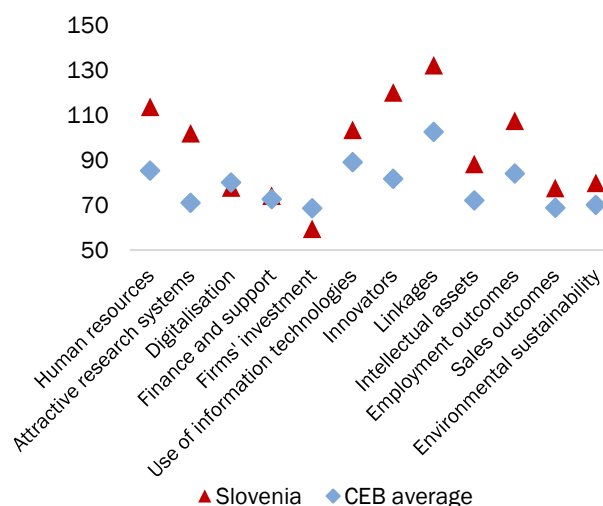 150
130
110
90
70
50
Human resources
Attractive research systems
Digitalisation
Finance and support
Firms' investment
Use of information technologies
Innovators
Linkages
Intellectual assets
Employment outcomes
Sales outcomes
Environmental sustainability
Slovenia CEB average